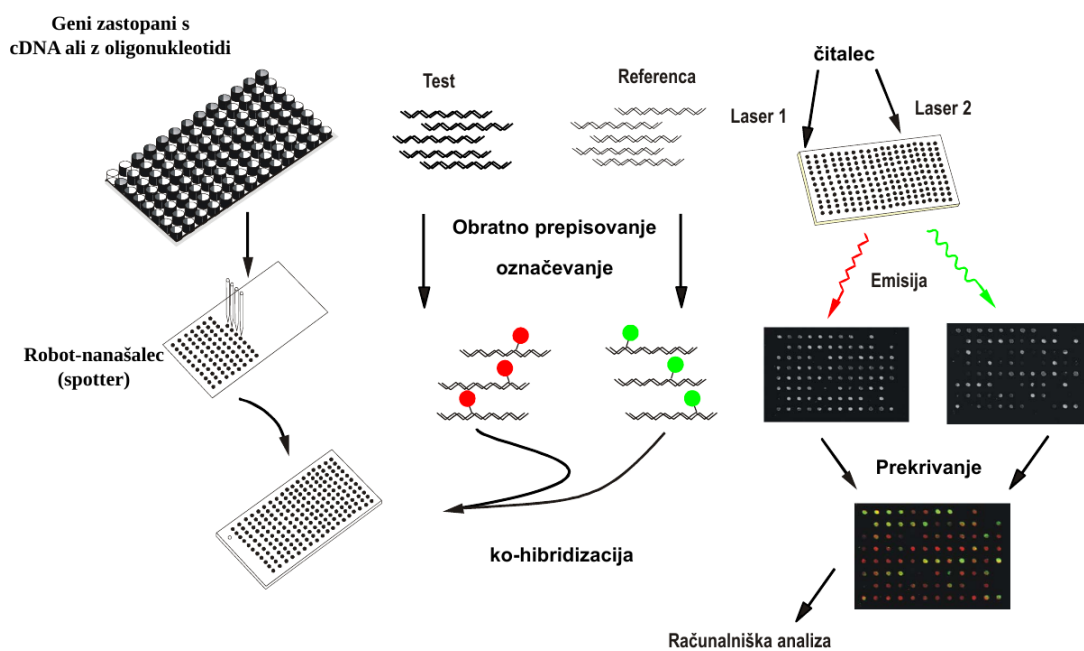 Geni zastopani s
cDNA ali z oligonukleotidi
Robot-nanašalec
(spotter)
Test
Referenca
Obratno prepisovanje
označevanje
ko-hibridizacija
čitalec
Laser 1
Laser 2
Emisija
Prekrivanje
Računalniška analiza